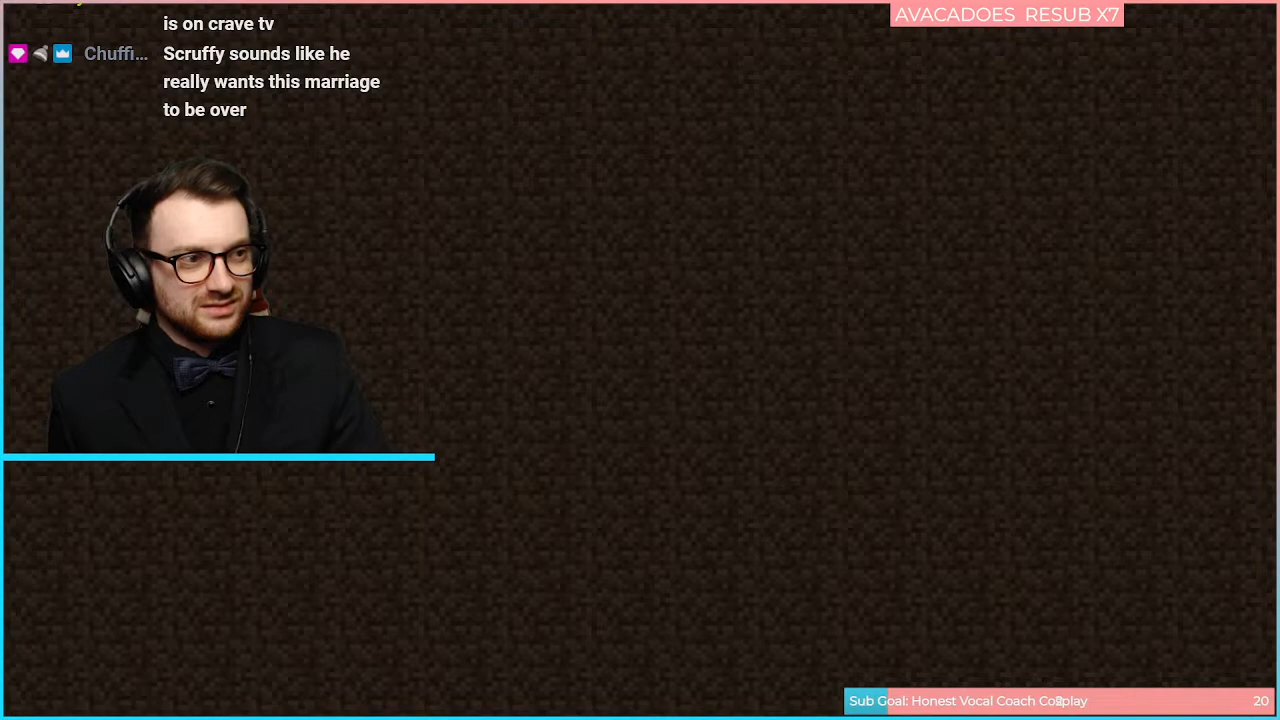 is on crave tv
AVACADOES RESUB X7
Chuffi... Scruffy sounds like he
really wants this marriage
to be over
Sub Goal: Honest Vocal Coach Cosplay 20